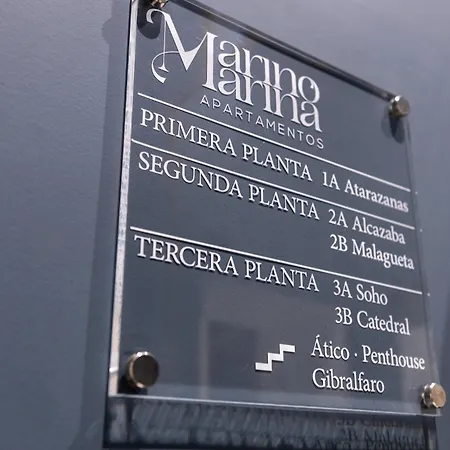 Marino
Marina
APARTAMENTOS
PRIMERA PLANTA 1A Atarazanas
SEGUNDA PLANTA 2A Alcazaba
2B Malagueta
TERCERA PLANTA 3A Soho
3B Catedral
Ático · Penthouse
Gibralfaro